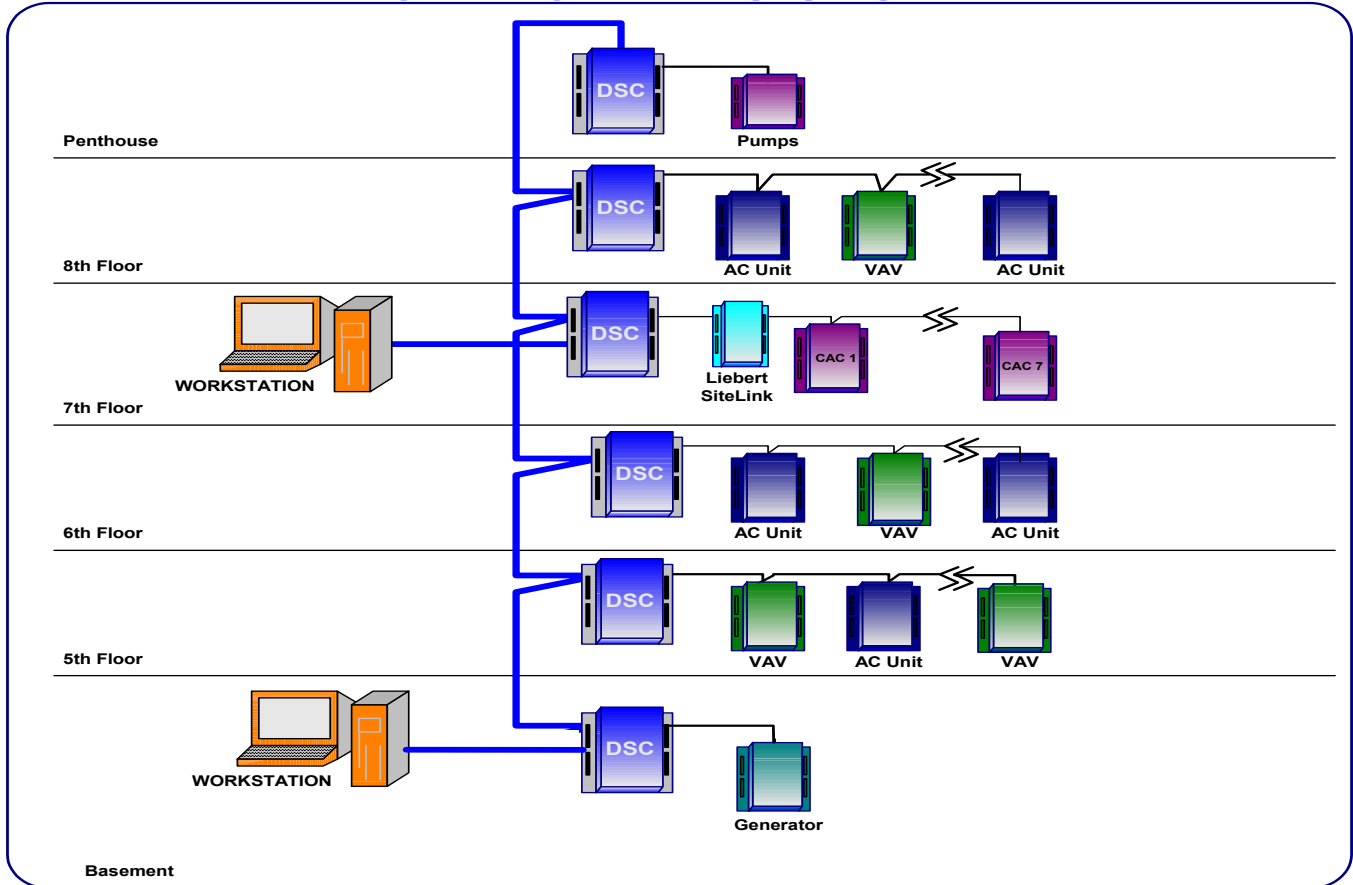 DSC
Pumps
Penthouse
DSC
AC Unit
VAV
AC Unit
8th Floor
WORKSTATION
DSC
Liebert
SiteLink
CAC 1
CAC 7
7th Floor
DSC
AC Unit
VAV
AC Unit
6th Floor
DSC
VAV
AC Unit
VAV
5th Floor
WORKSTATION
DSC
Generator
Basement